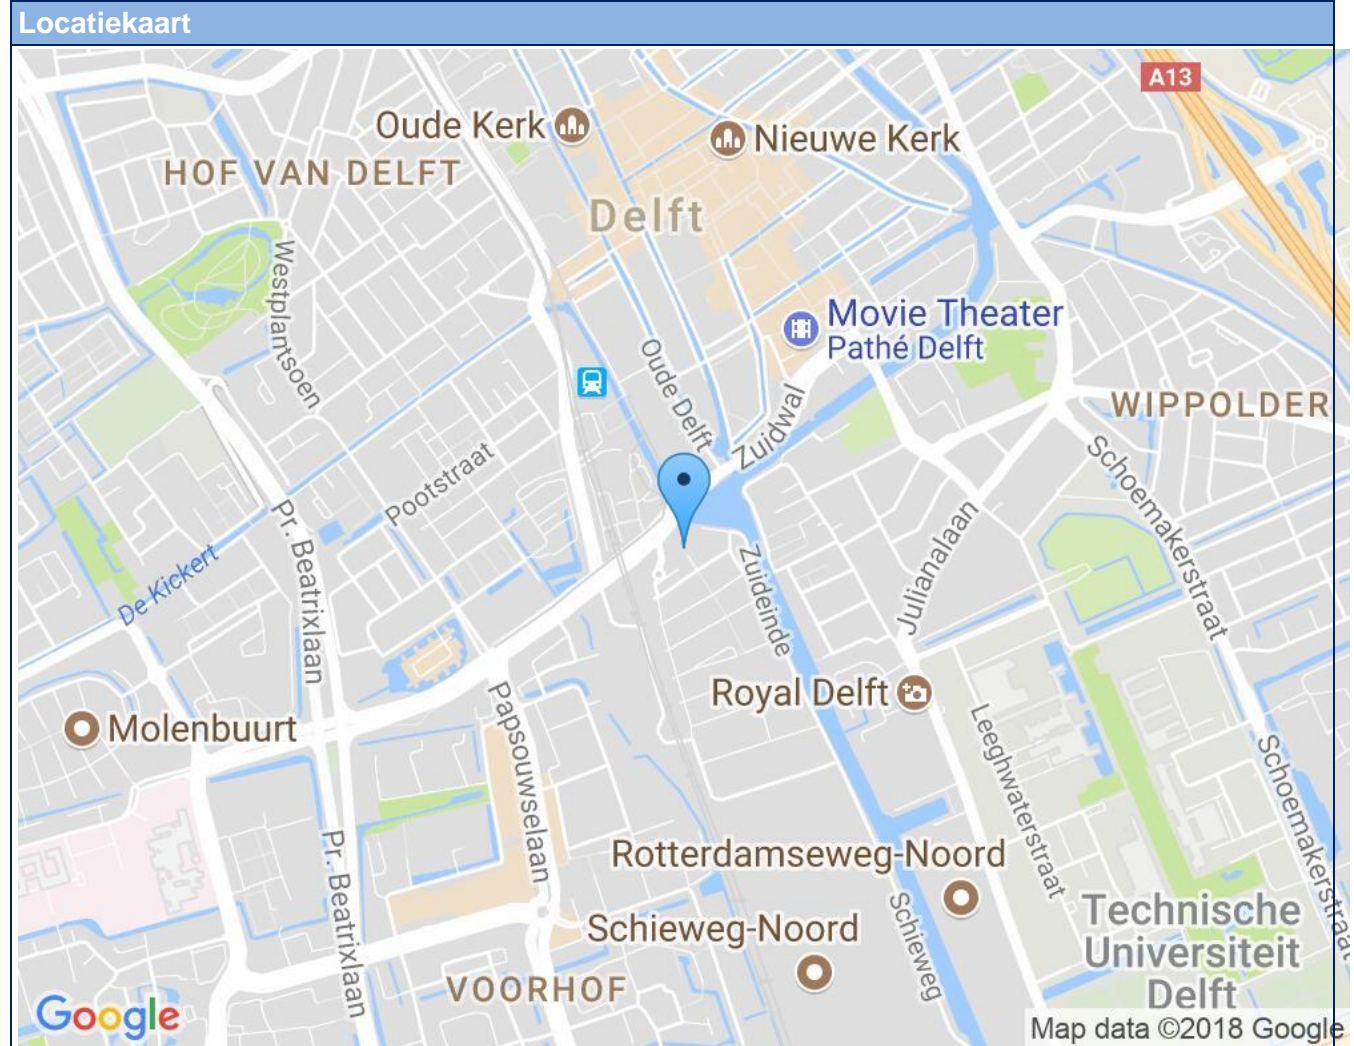 Locatiekaart
A13
Oude Kerk
Nieuwe Kerk
HOF VAN DELFT
Delft
Westplantsoen
Movie Theater
Pathé Delft
Oude Delft
Zuidwal
WIPPOLDER
Schoemakerstraat
Pootstraat
Pr. Beatrixlaan
De Kickert
Zuideinde
Julianalaan
Royal Delft
Molenbuurt
Papsouwselaan
Leeghwaterstraat
Schoemakerstraat
Pr. Beatrixlaan
Rotterdamseweg-Noord
Schieweg-Noord
Schieweg
Technische
Universiteit
Delft
VOORHOF
Google
Map data ©2018 Google